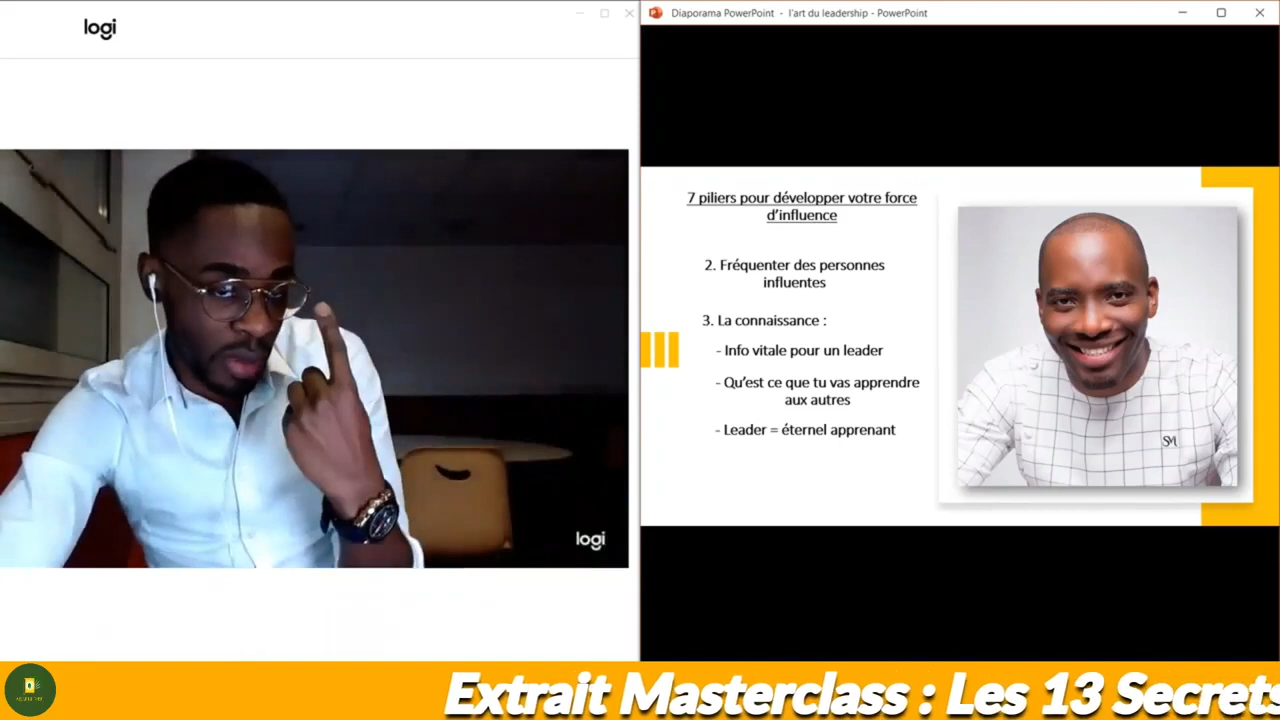 logi
Diaporama PowerPoint - l'art du leadership - PowerPoint
7 piliers pour développer votre force
d'influence
2. Fréquenter des personnes
influentes
3. La connaissance :
- Info vitale pour un leader
- Qu'est ce que tu vas apprendre
aux autres
- Leader = éternel apprenant
SM
logi
Extrait Masterclass : Les 13 Secrets